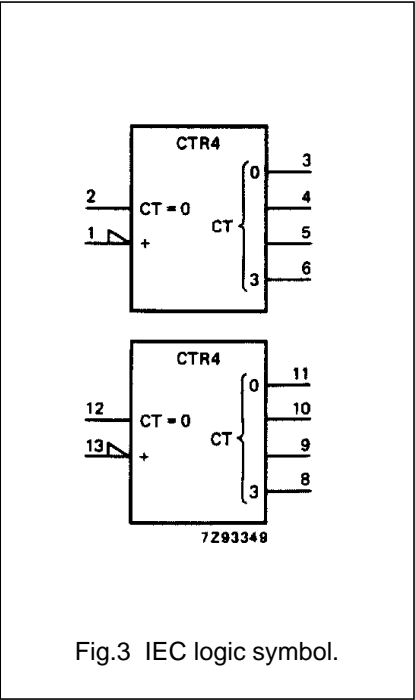 CTR4
0 3
2 4
CT = 0
CT
1 5
+
3 6
CTR4
0 11
12 10
CT = 0
CT
13 9
+
3 8
7Z93349
Fig.3 IEC logic symbol.